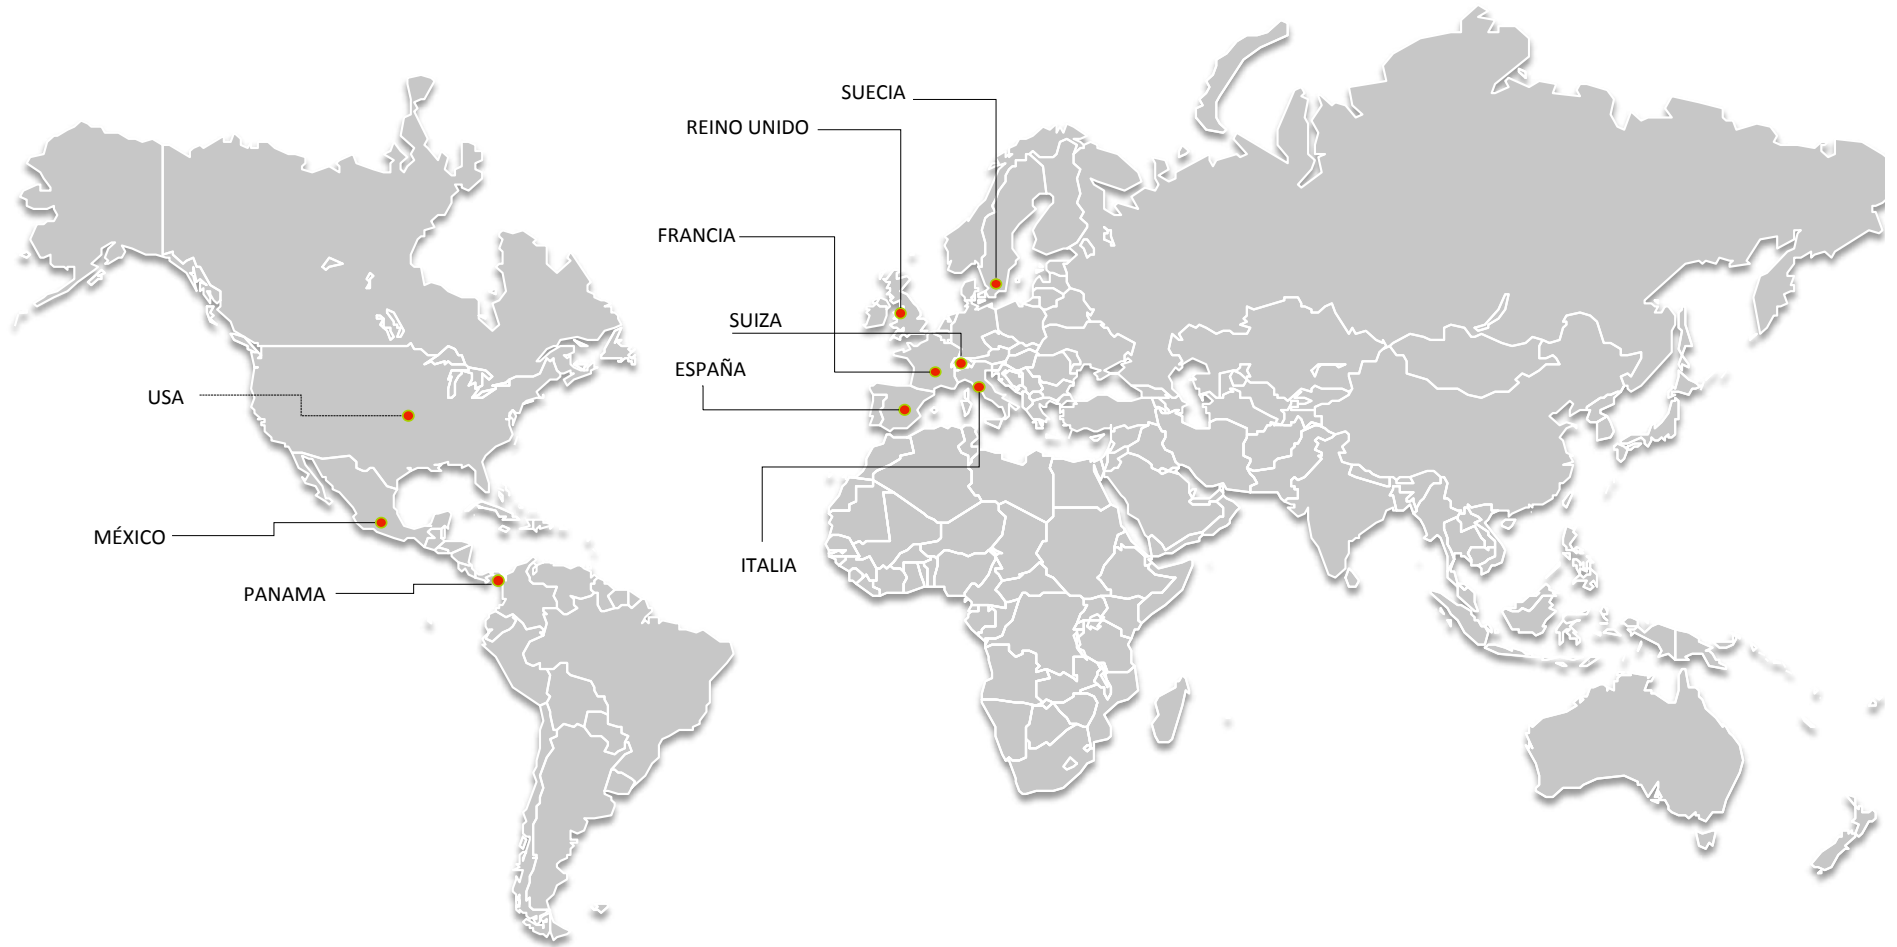 SUECIA
REINO UNIDO
FRANCIA
SUIZA
ESPAÑA
USA
MÉXICO
ITALIA
PANAMA